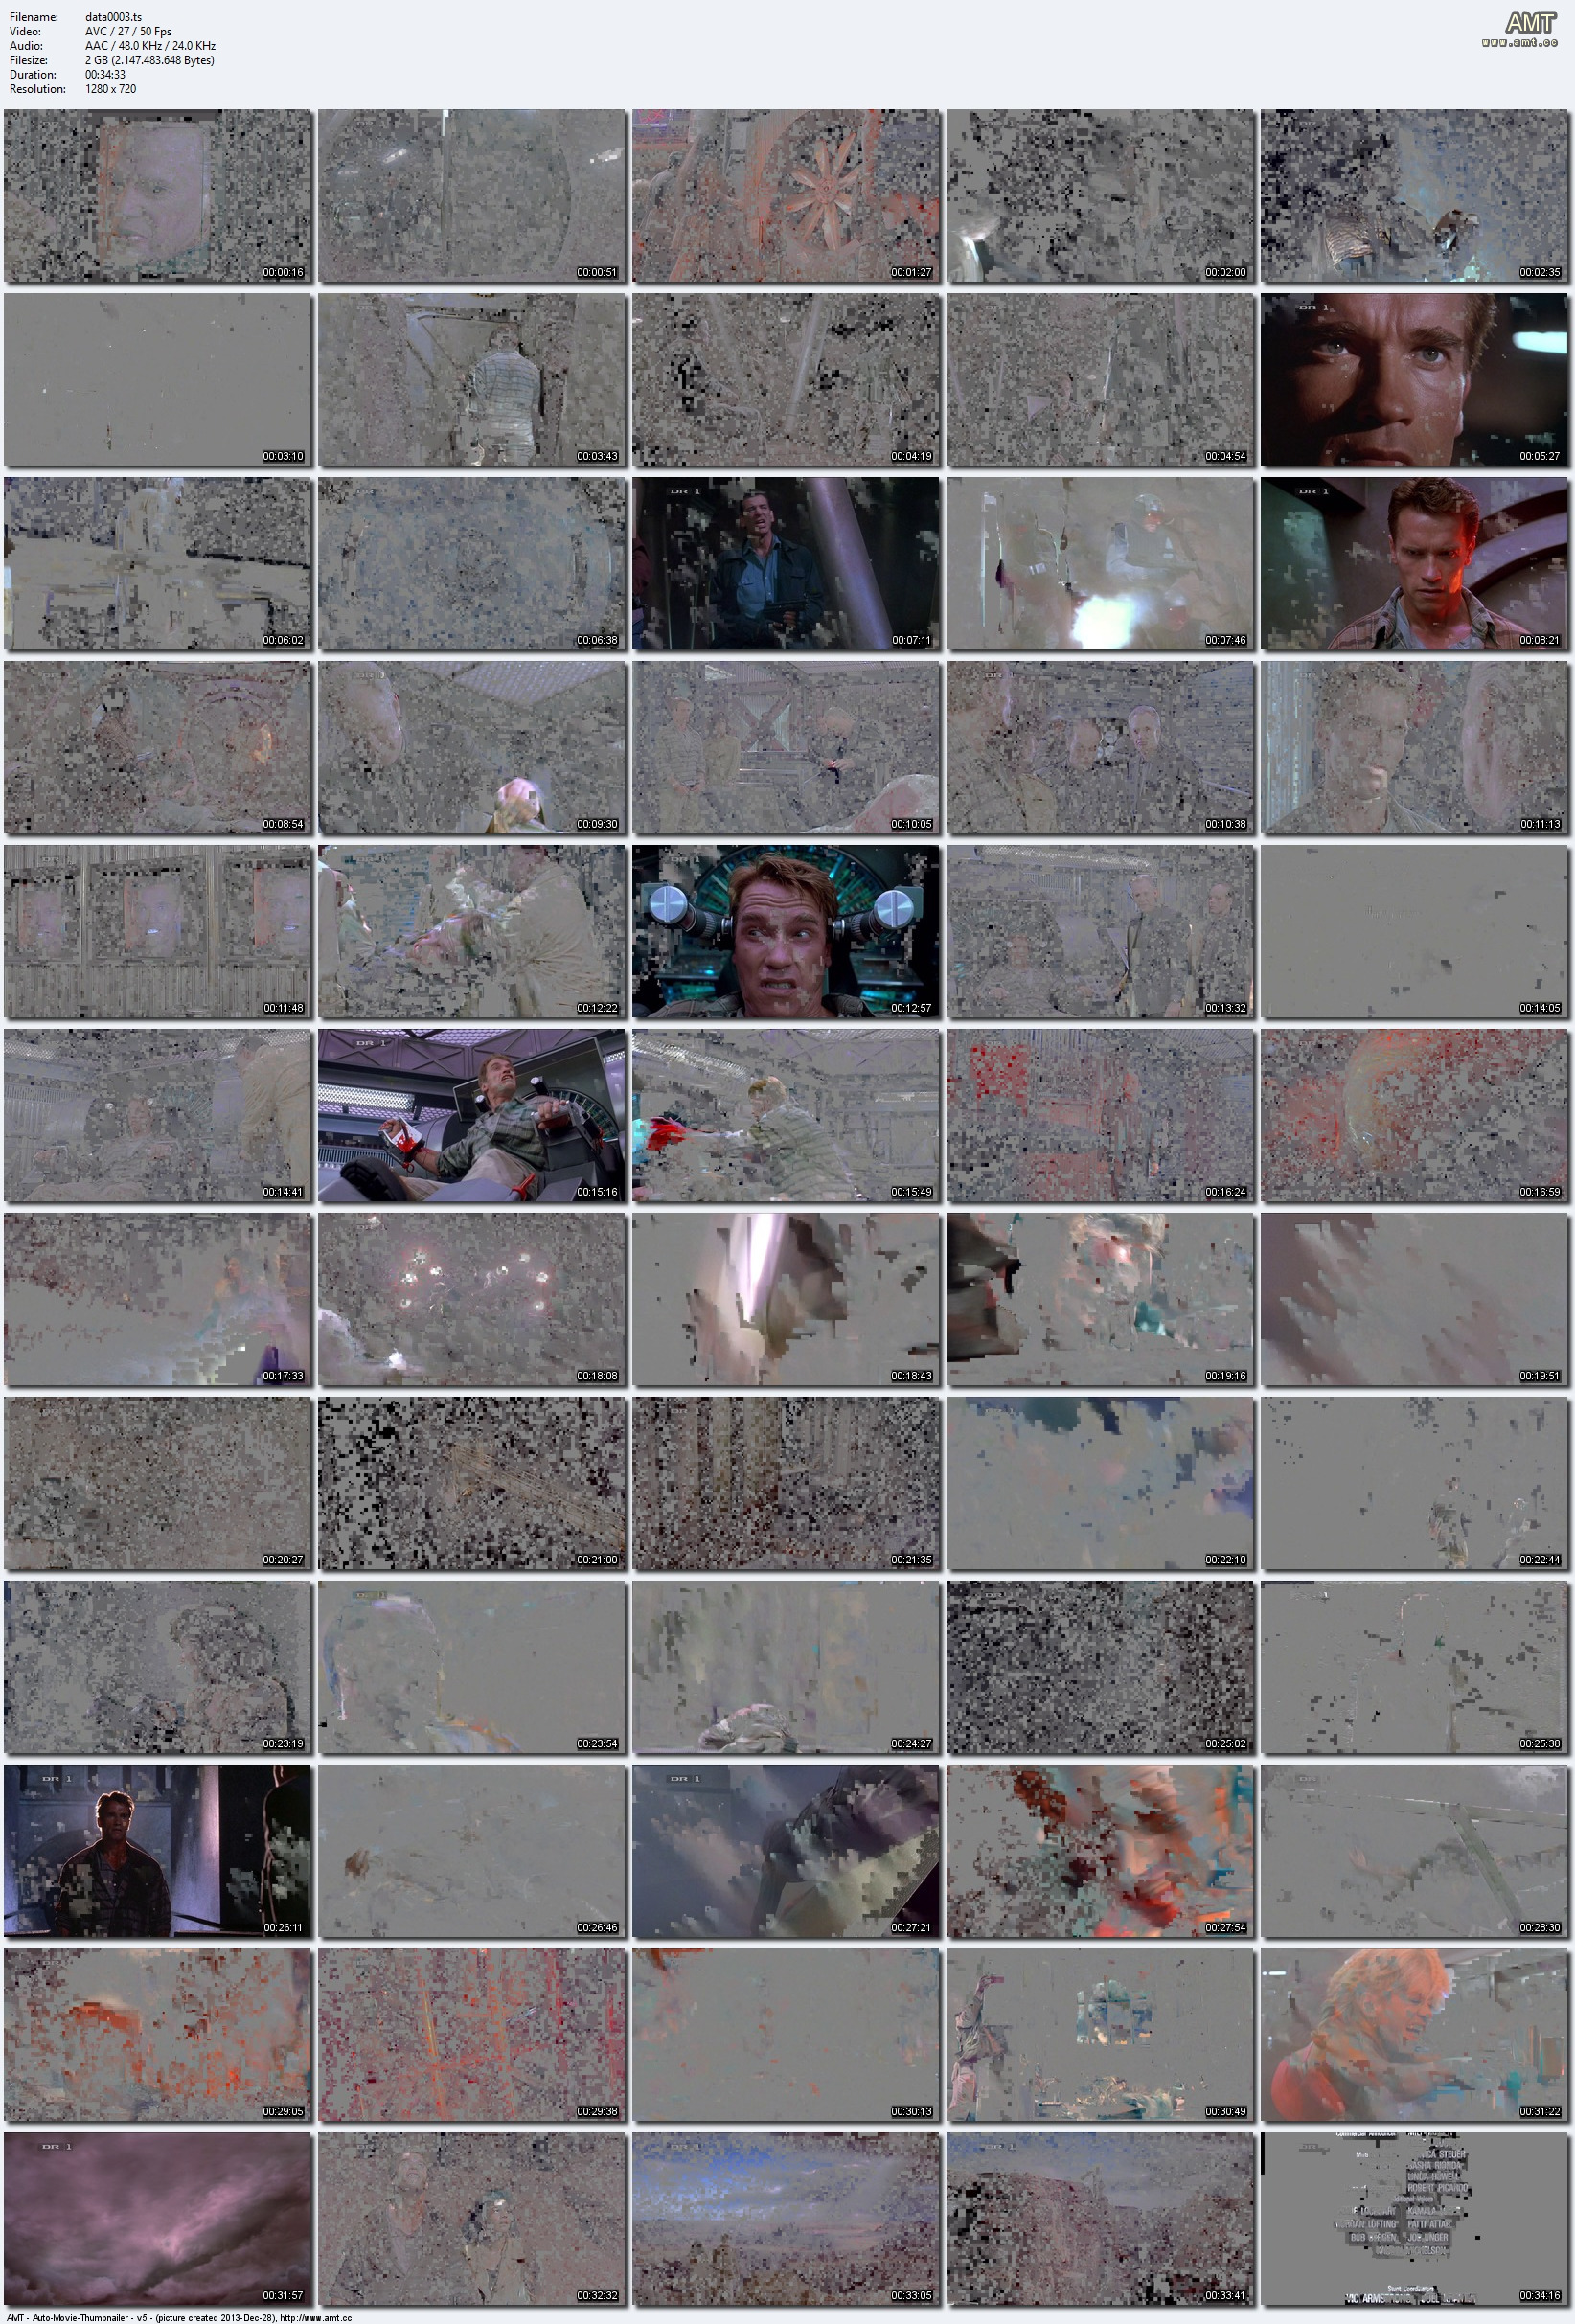 Filename: data0003.ts
Video: AVC / 27 / 50 Fps
Audio: AAC / 48.0 KHz / 24.0 KHz
Filesize: 2 GB (2.147.483.648 Bytes)
Duration: 00:34:33
Resolution: 1280 x 720
AMT
www.amt.cc
00:00:16 00:00:51 00:01:27 00:02:00 00:02:35
DR 1
00:03:10 00:03:43 00:04:19 00:04:54 00:05:27
DR 1 DR 1
00:06:02 00:06:38 00:07:11 00:07:46 00:08:21
00:08:54 00:09:30 00:10:05 00:10:38 00:11:13
DR 1
00:11:48 00:12:22 00:12:57 00:13:32 00:14:05
DR 1
00:14:41 00:15:16 00:15:49 00:16:24 00:16:59
00:17:33 00:18:08 00:18:43 00:19:16 00:19:51
00:20:27 00:21:00 00:21:35 00:22:10 00:22:44
00:23:19 00:23:54 00:24:27 00:25:02 00:25:38
DR 1 DR 1
00:26:11 00:26:46 00:27:21 00:27:54 00:28:30
00:29:05 00:29:38 00:30:13 00:30:49 00:31:22
DR 1
STEUER
LINDA HOWELL
ROBERT PICARDO
PATTI ATTAR
Stunt Coordinators
VIC ARMSTRONG
00:31:57 00:32:32 00:33:05 00:33:41 00:34:16
AMT - Auto-Movie-Thumbnailer - v5 - (picture created 2013-Dec-28), http://www.amt.cc